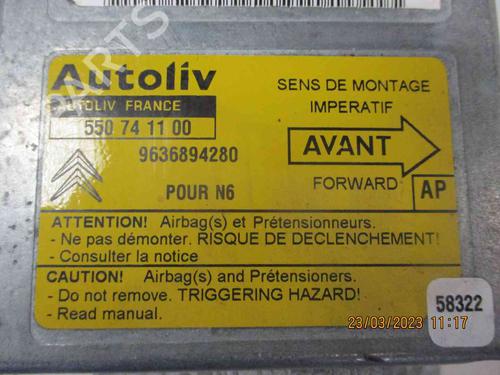 Autoliv
AUTOLIV FRANCE
550 74 11 00
9636894280
POUR N6
SENS DE MONTAGE
IMPERATIF
AVANT
FORWARD
AP
ATTENTION! Airbag(s) et Prétensionneurs.
- Ne pas démonter. RISQUE DE DECLENCHEMENT!
- Consulter la notice
CAUTION! Airbag(s) and Prétensioners.
- Do not remove. TRIGGERING HAZARD!
- Read manual.
58322
23/03/2023 11:17